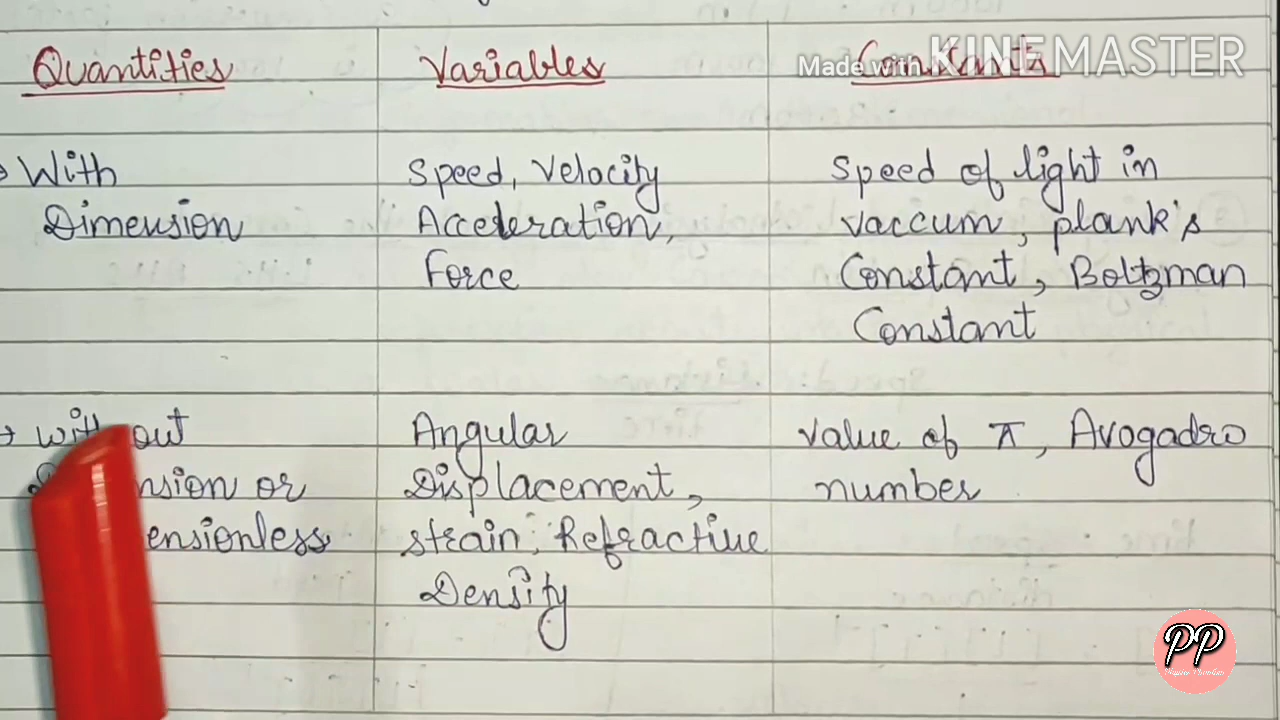 Quantities Variables Constants
Made with KINEMASTER
→ With Speed, Velocity Speed of light in
Dimension Acceleration, Vaccum, plank's
Force Constant, Boltzman
Constant
→ without Angular value of π, Avogadro
nsion or Displacement, number
ensionless strain, Refractive
Density
PP